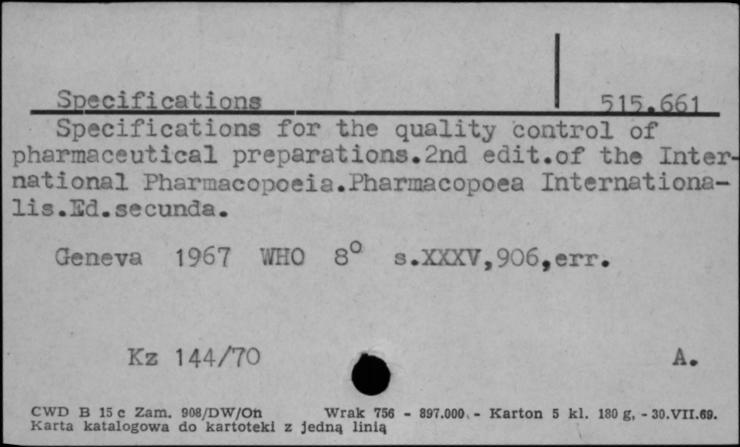 Specifications 515.661
Specifications for the quality control of
pharmaceutical preparations.2nd edit.of the Inter-
national Pharmacopoeia.Pharmacopoea Internationa-
lis.Ed.secunda.
Geneva 1967 WHO 8° s.XXXV,906,err.
Kz 144/70 A.
CWD B 15 c Zam. 908/DW/On Wrak 756 - 897.000 - Karton 5 kl. 180 g, - 30.VII.69.
Karta katalogowa do kartoteki z jedną linią